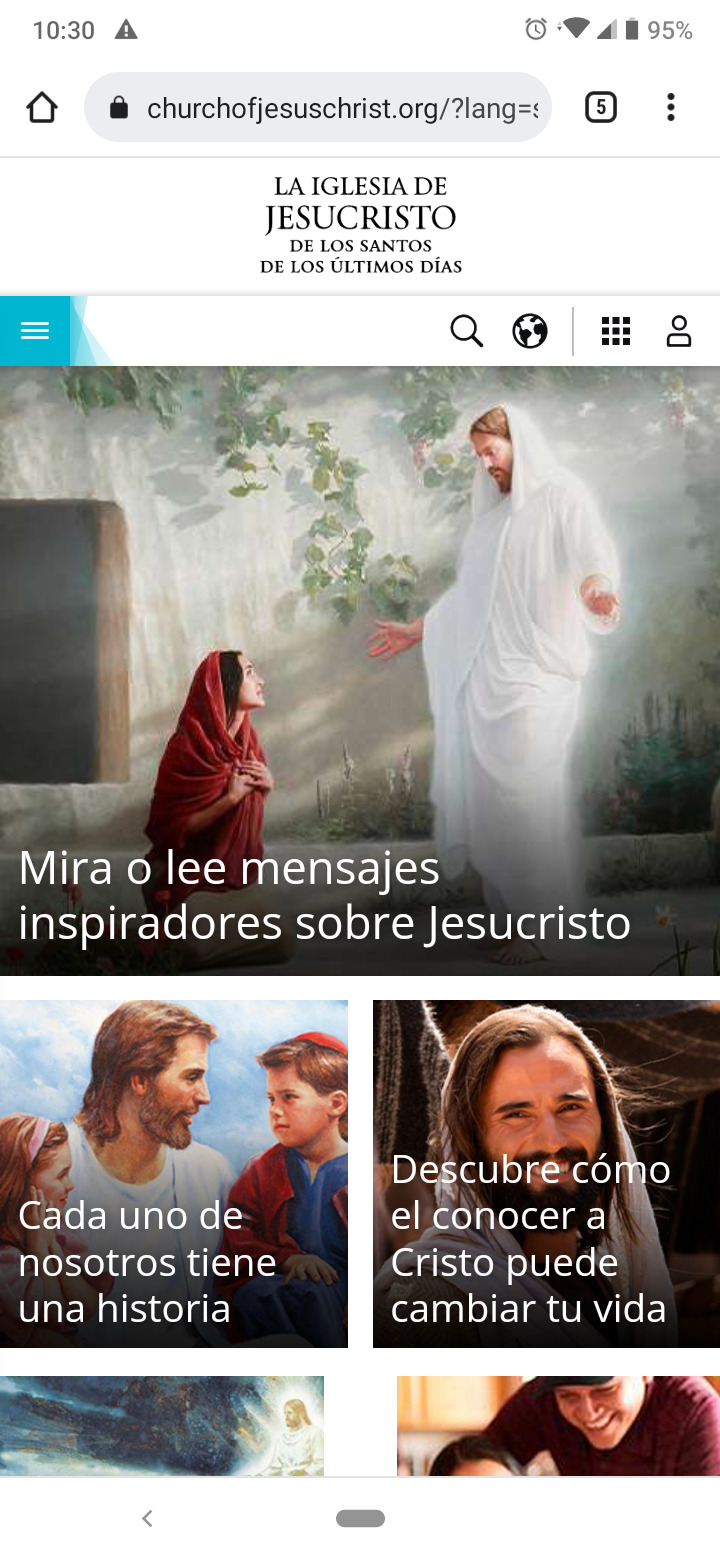 10:30
95%
churchofjesuschrist.org/?lang=
5
LA IGLESIA DE
JESUCRISTO
DE LOS SANTOS
DE LOS ÚLTIMOS DÍAS
Mira o lee mensajes
inspiradores sobre Jesucristo
Cada uno de
nosotros tiene
una historia
Descubre cómo
el conocer a
Cristo puede
cambiar tu vida